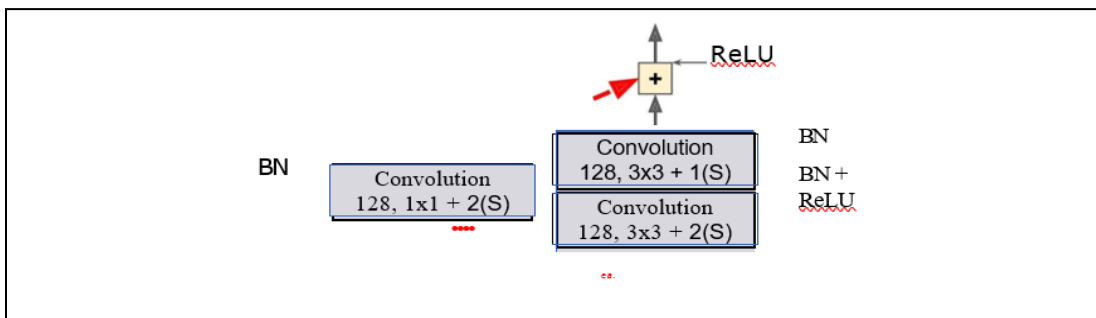 ReLU
+
BN
Convolution
128, 1x1 + 2(S)
Convolution
128, 3x3 + 1(S)
Convolution
128, 3x3 + 2(S)
BN
BN +
ReLU